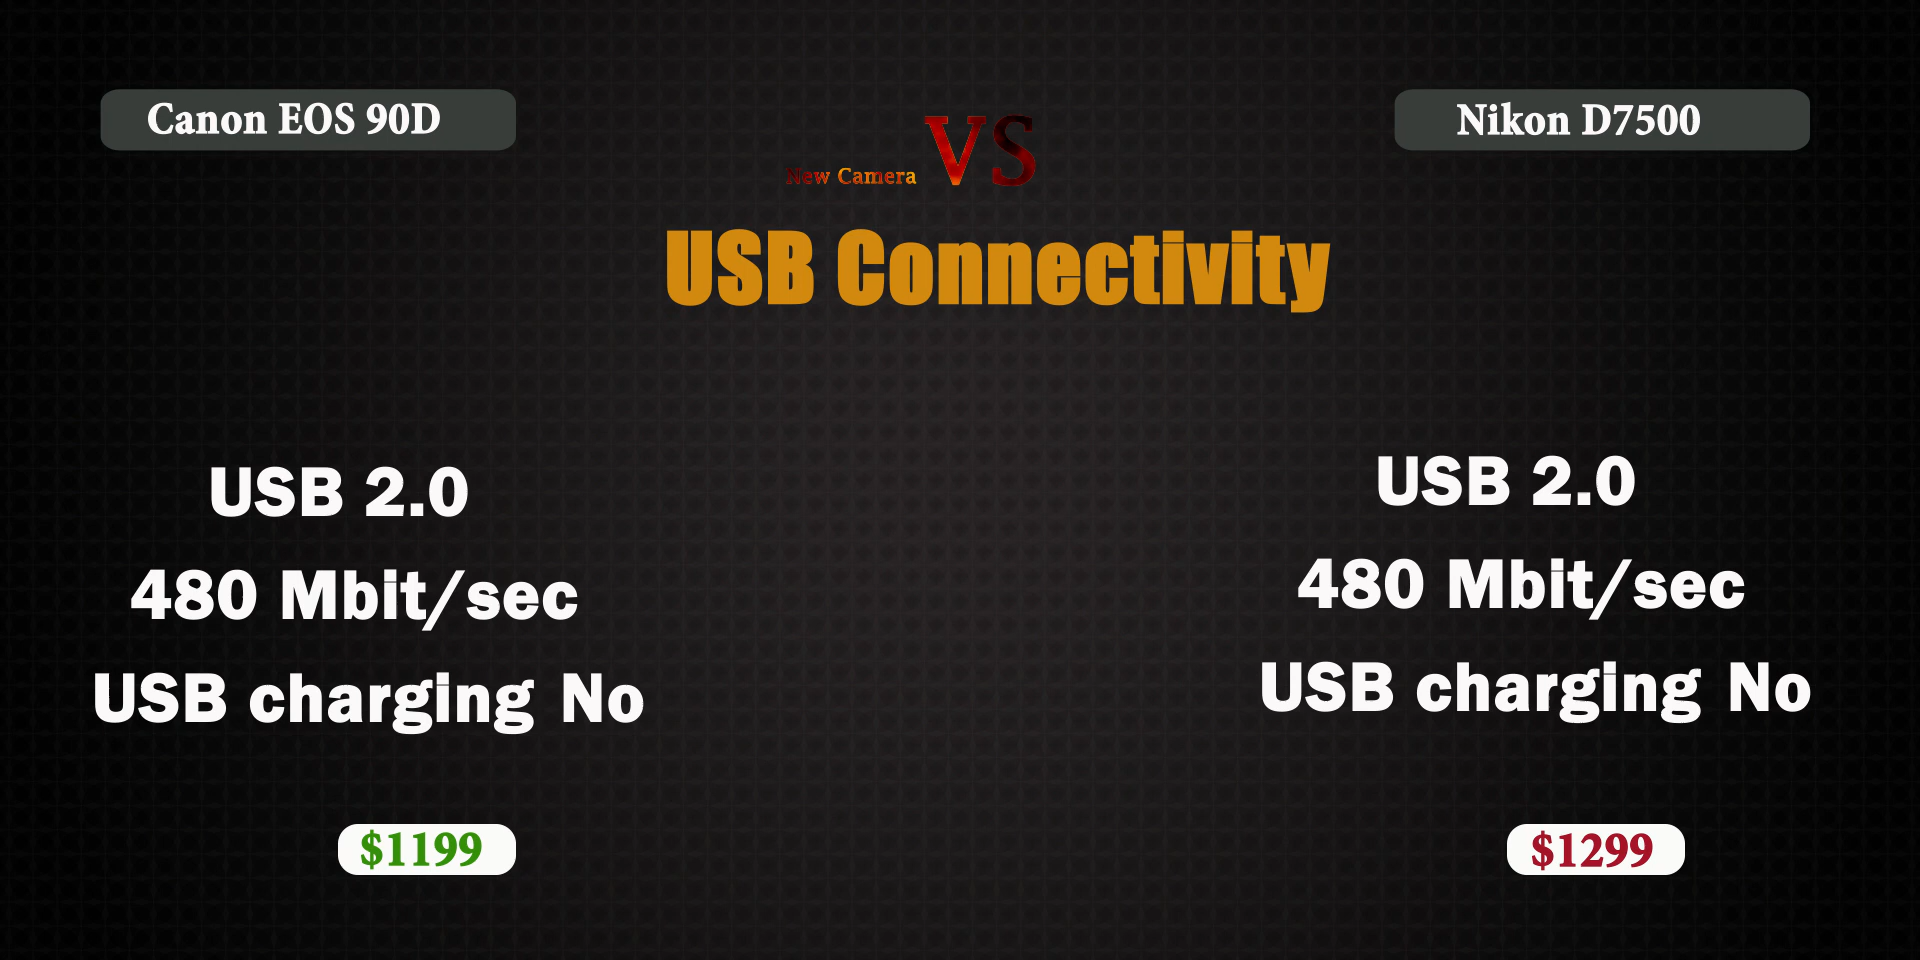 Canon EOS 90D
New Camera VS
Nikon D7500
USB Connectivity
USB 2.0
480 Mbit/sec
USB charging No
$1199
USB 2.0
480 Mbit/sec
USB charging No
$1299